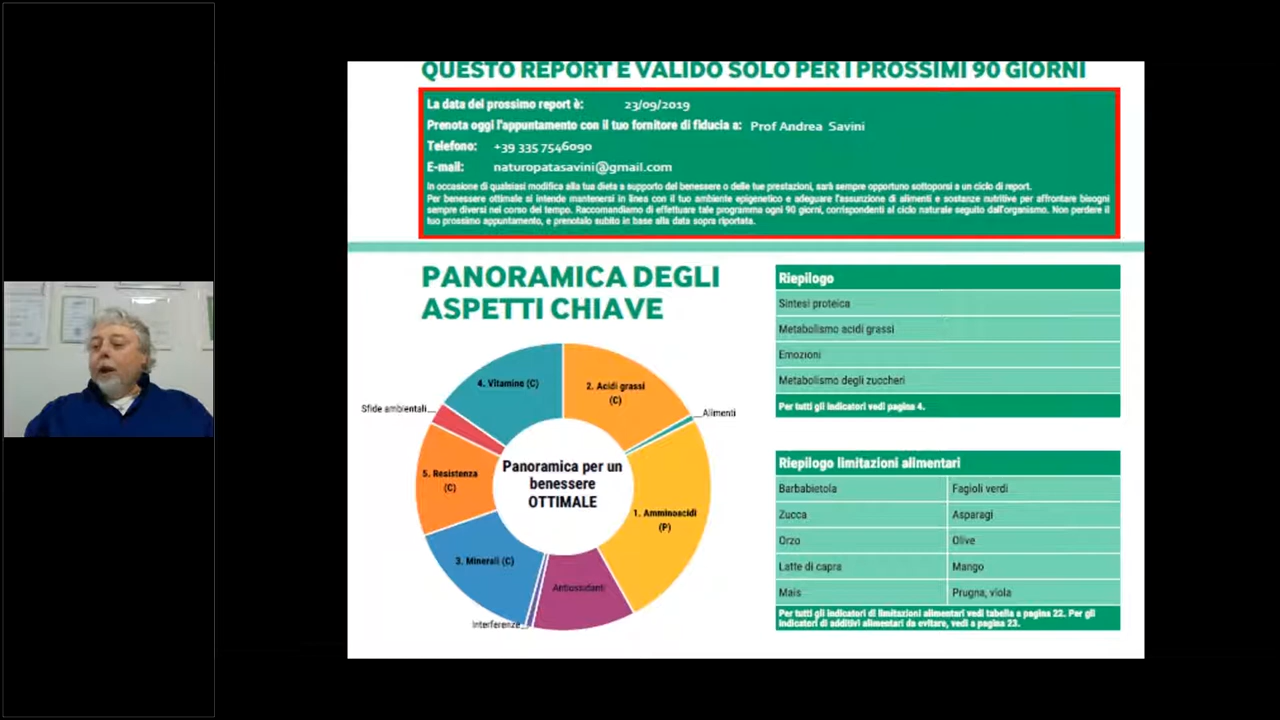 QUESTO REPORT È VALIDO SOLO PER I PROSSIMI 90 GIORNI
La data del prossimo report è: 23/09/2019
Prenota oggi l'appuntamento con il tuo fornitore di fiducia a: Prof Andrea Savini
Telefono: +39 335 7546090
E-mail: naturopatasavini@gmail.com
In occasione di qualsiasi modifica alla tua dieta a supporto del benessere o delle tue prestazioni, sarà sempre opportuno sottoporsi a un ciclo di report.
Per benessere ottimale si intende mantenersi in linea con il tuo ambiente epigenetico e adeguare l'assunzione di alimenti e sostanze nutritive per affrontare bisogni
sempre diversi nel corso del tempo. Raccomandiamo di effettuare tale programma ogni 90 giorni, corrispondenti al ciclo naturale seguito dall'organismo. Non perdere il
tuo prossimo appuntamento, e prenotalo subito in base alla data sopra riportata.
PANORAMICA DEGLI
ASPETTI CHIAVE
4. Vitamine (C)
2. Acidi grassi
(C)
Sfide ambientali
Alimenti
5. Resistenza
(C)
Panoramica per un
benessere
OTTIMALE
1. Amminoacidi
(P)
3. Minerali (C)
Antiossidanti
Interferenze
Riepilogo
Sintesi proteica
Metabolismo acidi grassi
Emozioni
Metabolismo degli zuccheri
Per tutti gli indicatori vedi pagina 4.
Riepilogo limitazioni alimentari
Barbabietola Fagioli verdi
Zucca Asparagi
Orzo Olive
Latte di capra Mango
Mais Prugna, viola
Per tutti gli indicatori di limitazioni alimentari vedi tabella a pagina 22. Per gli
indicatori di additivi alimentari da evitare, vedi a pagina 23.